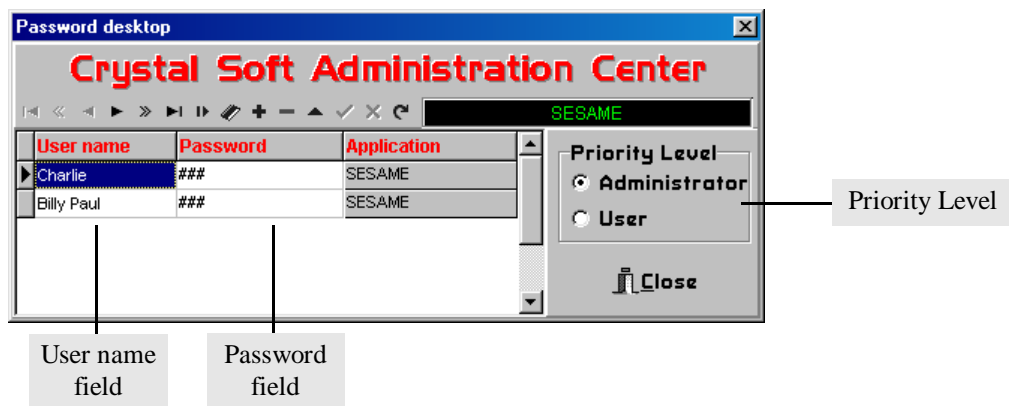 Password desktop
Crystal Soft Administration Center
SESAME
User name Password Application
Charlie ### SESAME
Billy Paul ### SESAME
Priority Level
Administrator
User
Close
Priority Level
User name
field
Password
field